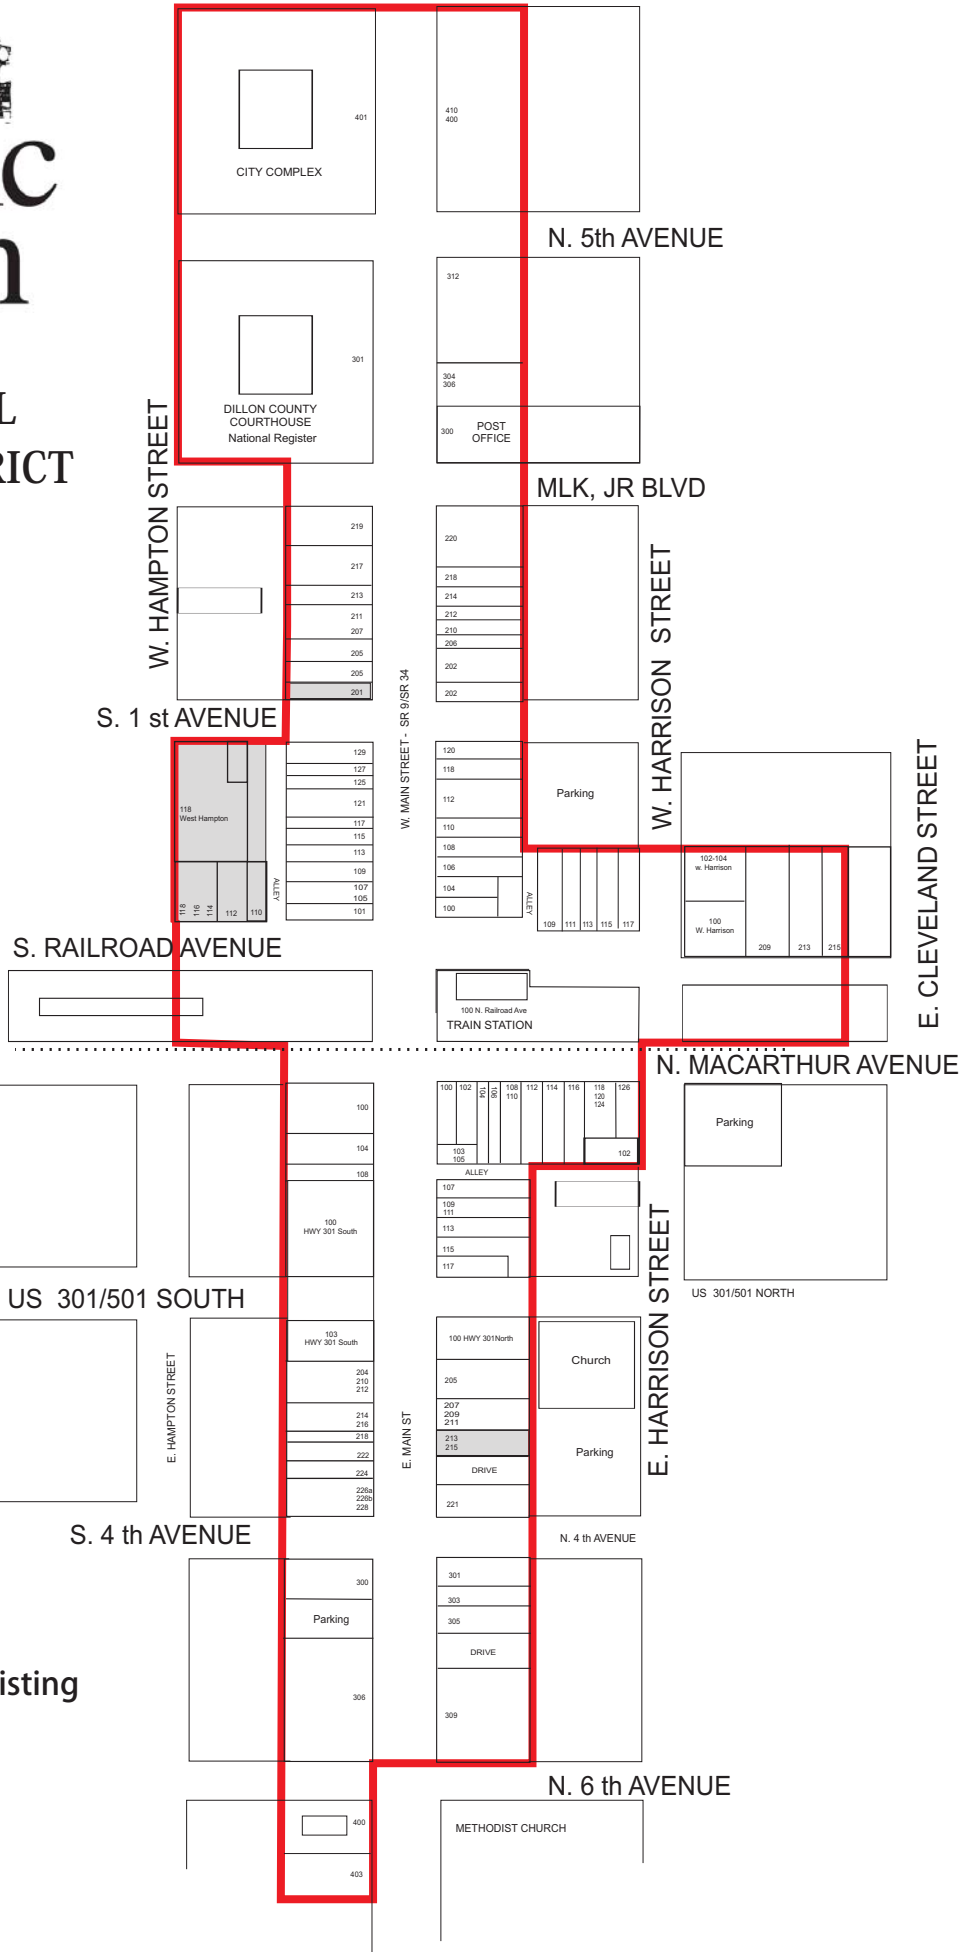 401
CITY COMPLEX
410
400
N. 5th AVENUE
312
301
DILLON COUNTY
COURTHOUSE
National Register
304
306
300
POST
OFFICE
MLK, JR BLVD
W. HAMPTON STREET
219
217
213
211
207
205
205
201
220
218
214
212
210
206
202
202
W. MAIN STREET - SR 9/SR 34
W. HARRISON STREET
S. 1 st AVENUE
118
West Hampton
118
116
114
112
110
ALLEY
129
127
125
121
117
115
113
109
107
105
101
120
118
112
110
108
106
104
100
ALLEY
Parking
109
111
113
115
117
102-104
w. Harrison
100
W. Harrison
209
213
215
E. CLEVELAND STREET
S. RAILROAD AVENUE
100 N. Railroad Ave
TRAIN STATION
N. MACARTHUR AVENUE
100
104
108
100
HWY 301 South
100
102
104
106
108
110
112
114
116
118
120
124
126
103
105
102
ALLEY
107
109
111
113
115
117
Parking
US 301/501 SOUTH
US 301/501 NORTH
E. HARRISON STREET
103
HWY 301 South
204
210
212
214
216
218
222
224
226a
226b
228
E. HAMPTON STREET
E. MAIN ST
100 HWY 301North
205
207
209
211
213
215
DRIVE
221
Church
Parking
S. 4 th AVENUE
N. 4 th AVENUE
300
Parking
306
301
303
305
DRIVE
309
isting
N. 6 th AVENUE
400
403
METHODIST CHURCH
c
L
RICT